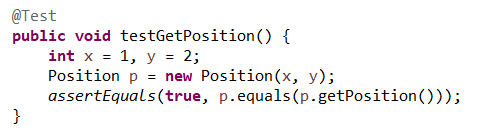 @Test
public void testGetPosition() {
    int x = 1, y = 2;
    Position p = new Position(x, y);
    assertEquals(true, p.equals(p.getPosition()));
}